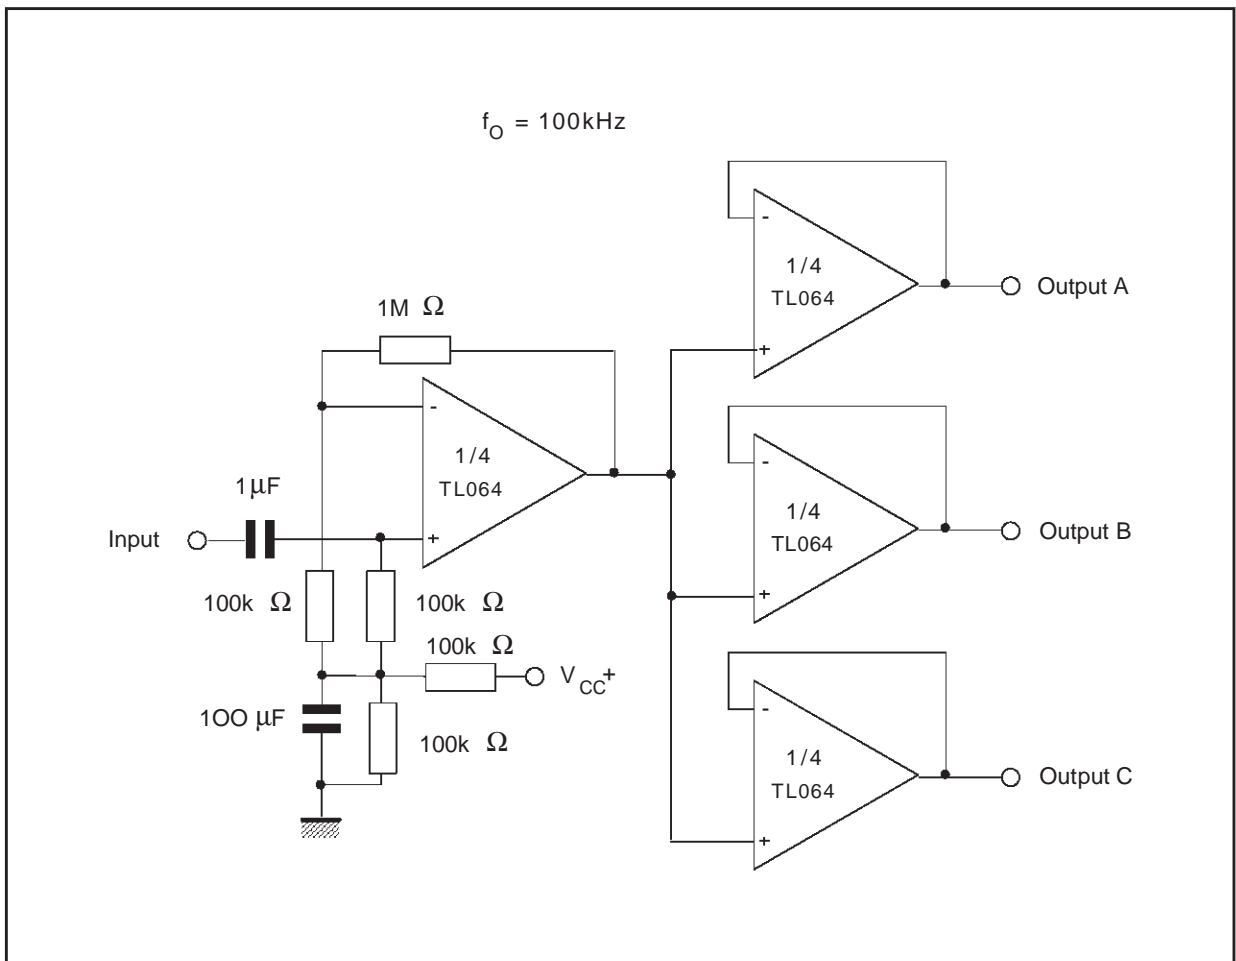 f_O = 100kHz
-
1/4
TL064
+
Output A
1M Ω
-
1/4
TL064
+
1µF
Input
-
1/4
TL064
+
Output B
100k Ω
100k Ω
100k Ω
V_CC+
1OO µF
100k Ω
-
1/4
TL064
+
Output C